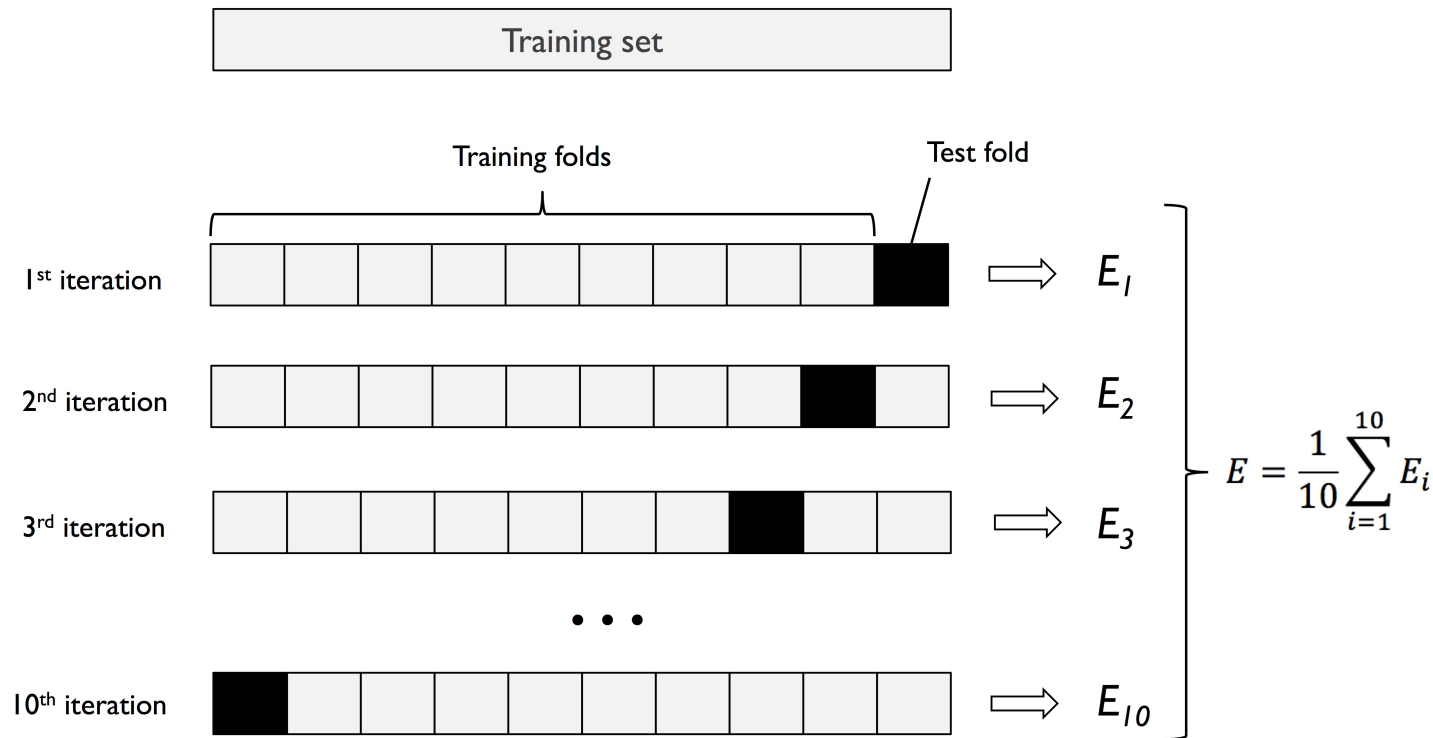 Training set
Training folds
Test fold
1st iteration
E1
2nd iteration
E2
E = 1/10 ∑_{i=1}^{10} E_i
3rd iteration
E3
• • •
10th iteration
E10